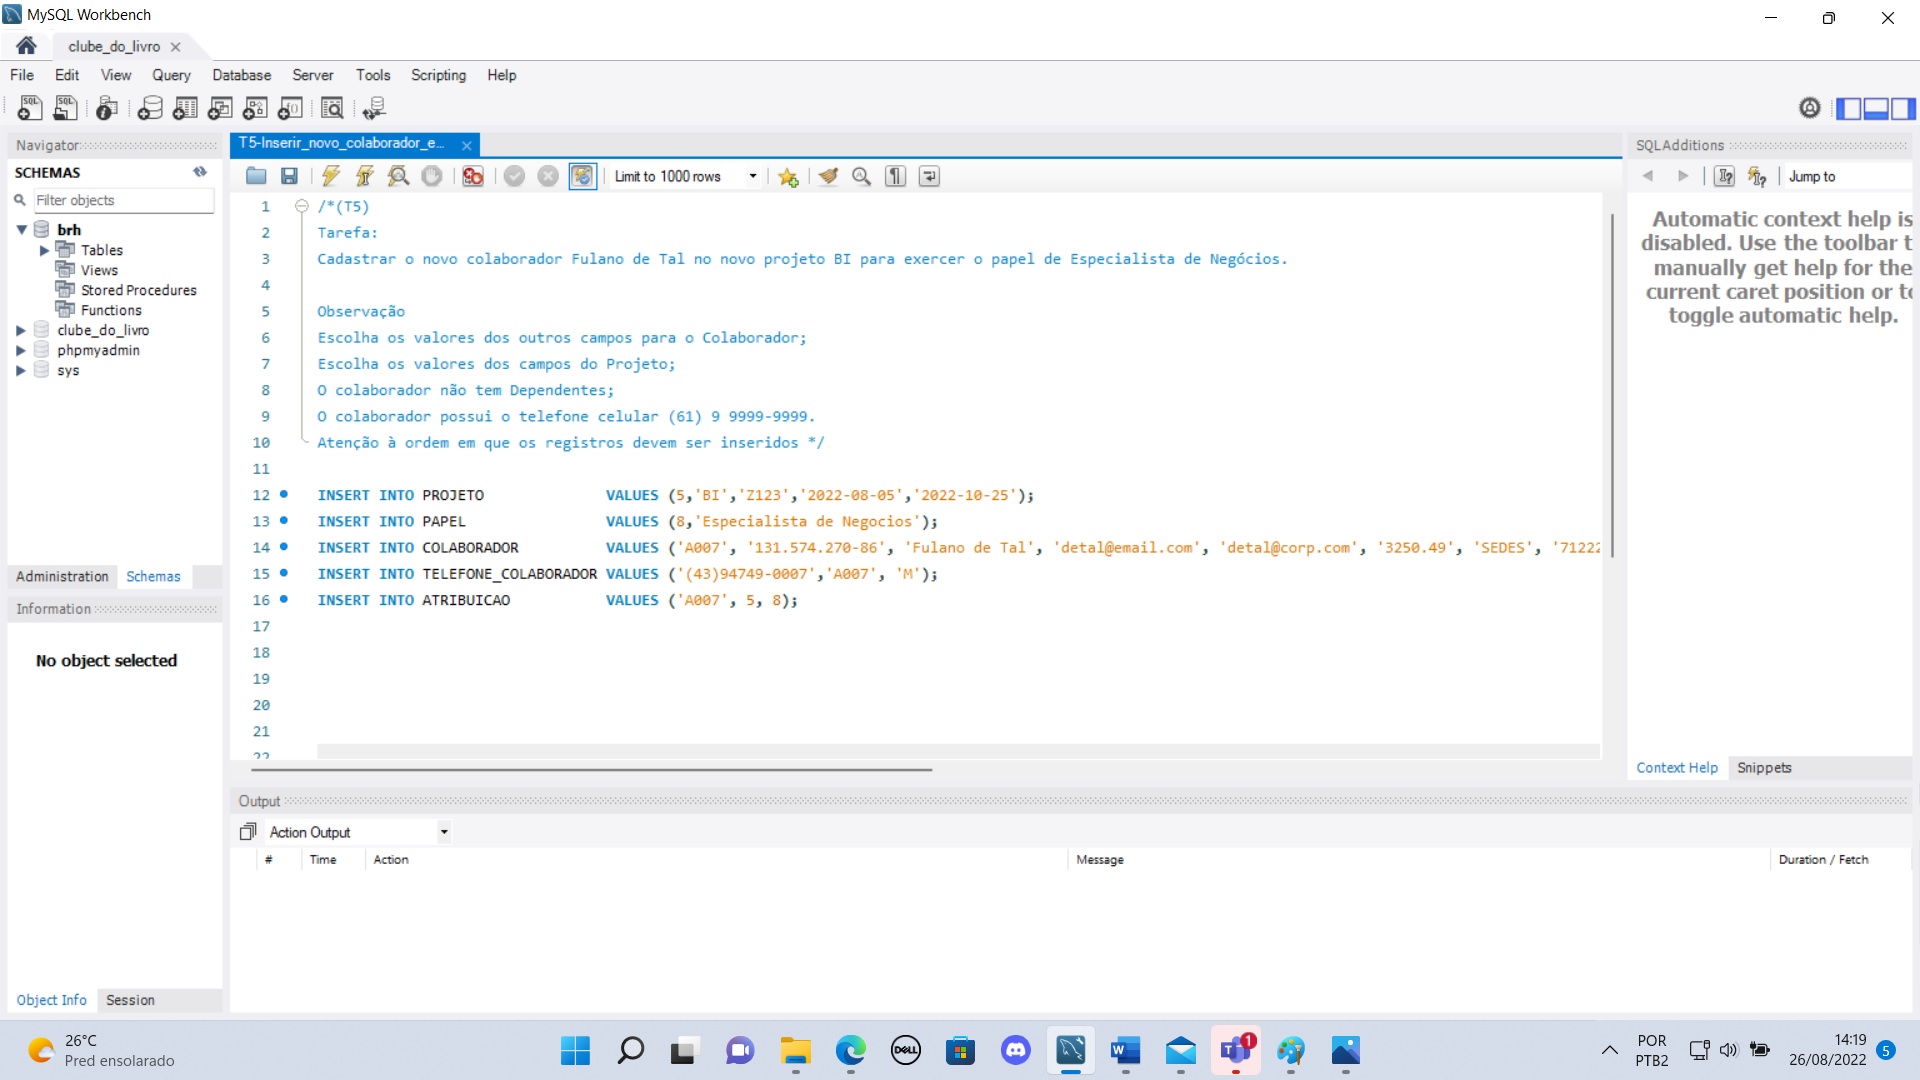 MySQL Workbench
clube_do_livro
File Edit View Query Database Server Tools Scripting Help
Navigator
SCHEMAS
Filter objects
brh
Tables
Views
Stored Procedures
Functions
clube_do_livro
phpmyadmin
sys
Administration Schemas
Information
No object selected
Object Info Session
T5-Inserir_novo_colaborador_e...
Limit to 1000 rows
1 /*(T5)
2 Tarefa:
3 Cadastrar o novo colaborador Fulano de Tal no novo projeto BI para exercer o papel de Especialista de Negócios.
4
5 Observação
6 Escolha os valores dos outros campos para o Colaborador;
7 Escolha os valores dos campos do Projeto;
8 O colaborador não tem Dependentes;
9 O colaborador possui o telefone celular (61) 9 9999-9999.
10 Atenção à ordem em que os registros devem ser inseridos */
11
12 INSERT INTO PROJETO VALUES (5,'BI','Z123','2022-08-05','2022-10-25');
13 INSERT INTO PAPEL VALUES (8,'Especialista de Negocios');
14 INSERT INTO COLABORADOR VALUES ('A007', '131.574.270-86', 'Fulano de Tal', 'detal@email.com', 'detal@corp.com', '3250.49', 'SEDES', '71222
15 INSERT INTO TELEFONE_COLABORADOR VALUES ('(43)94749-0007','A007', 'M');
16 INSERT INTO ATRIBUICAO VALUES ('A007', 5, 8);
17
18
19
20
21
22
SQLAdditions
Jump to
Automatic context help is
disabled. Use the toolbar t
manually get help for the
current caret position or to
toggle automatic help.
Context Help Snippets
Output
Action Output
# Time Action Message Duration / Fetch
26°C
Pred ensolarado
DELL
W
T
1
POR
PTB2
14:19
26/08/2022
5